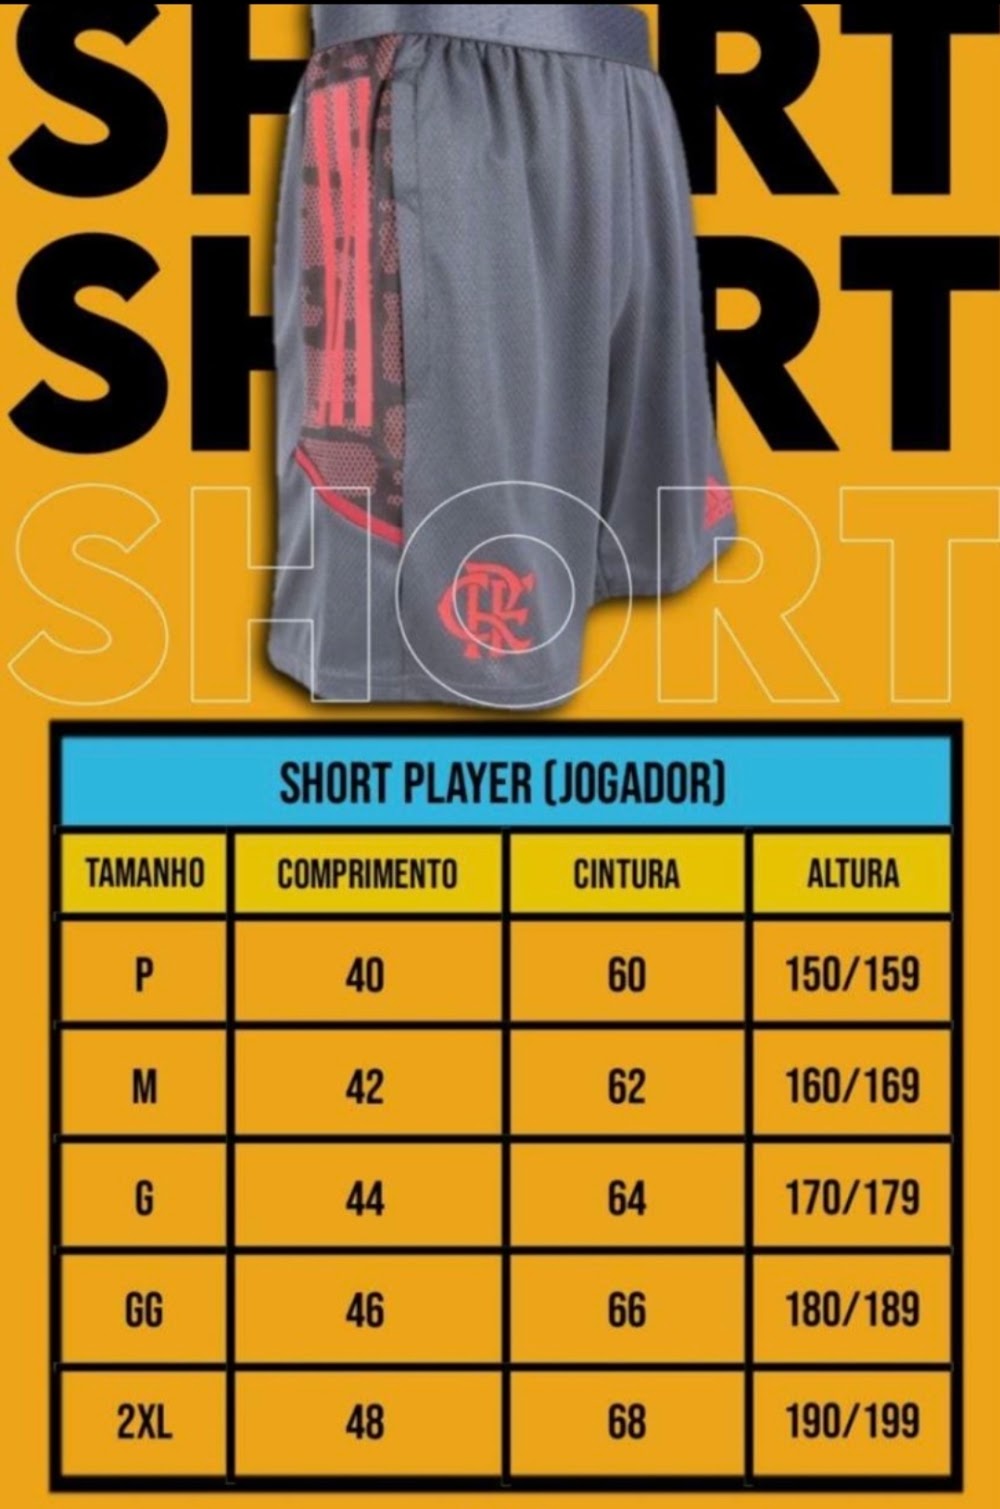 SHORT
SHORT
SHORT
CRF
SHORT PLAYER (JOGADOR)
TAMANHO COMPRIMENTO CINTURA ALTURA
P 40 60 150/159
M 42 62 160/169
G 44 64 170/179
GG 46 66 180/189
2XL 48 68 190/199